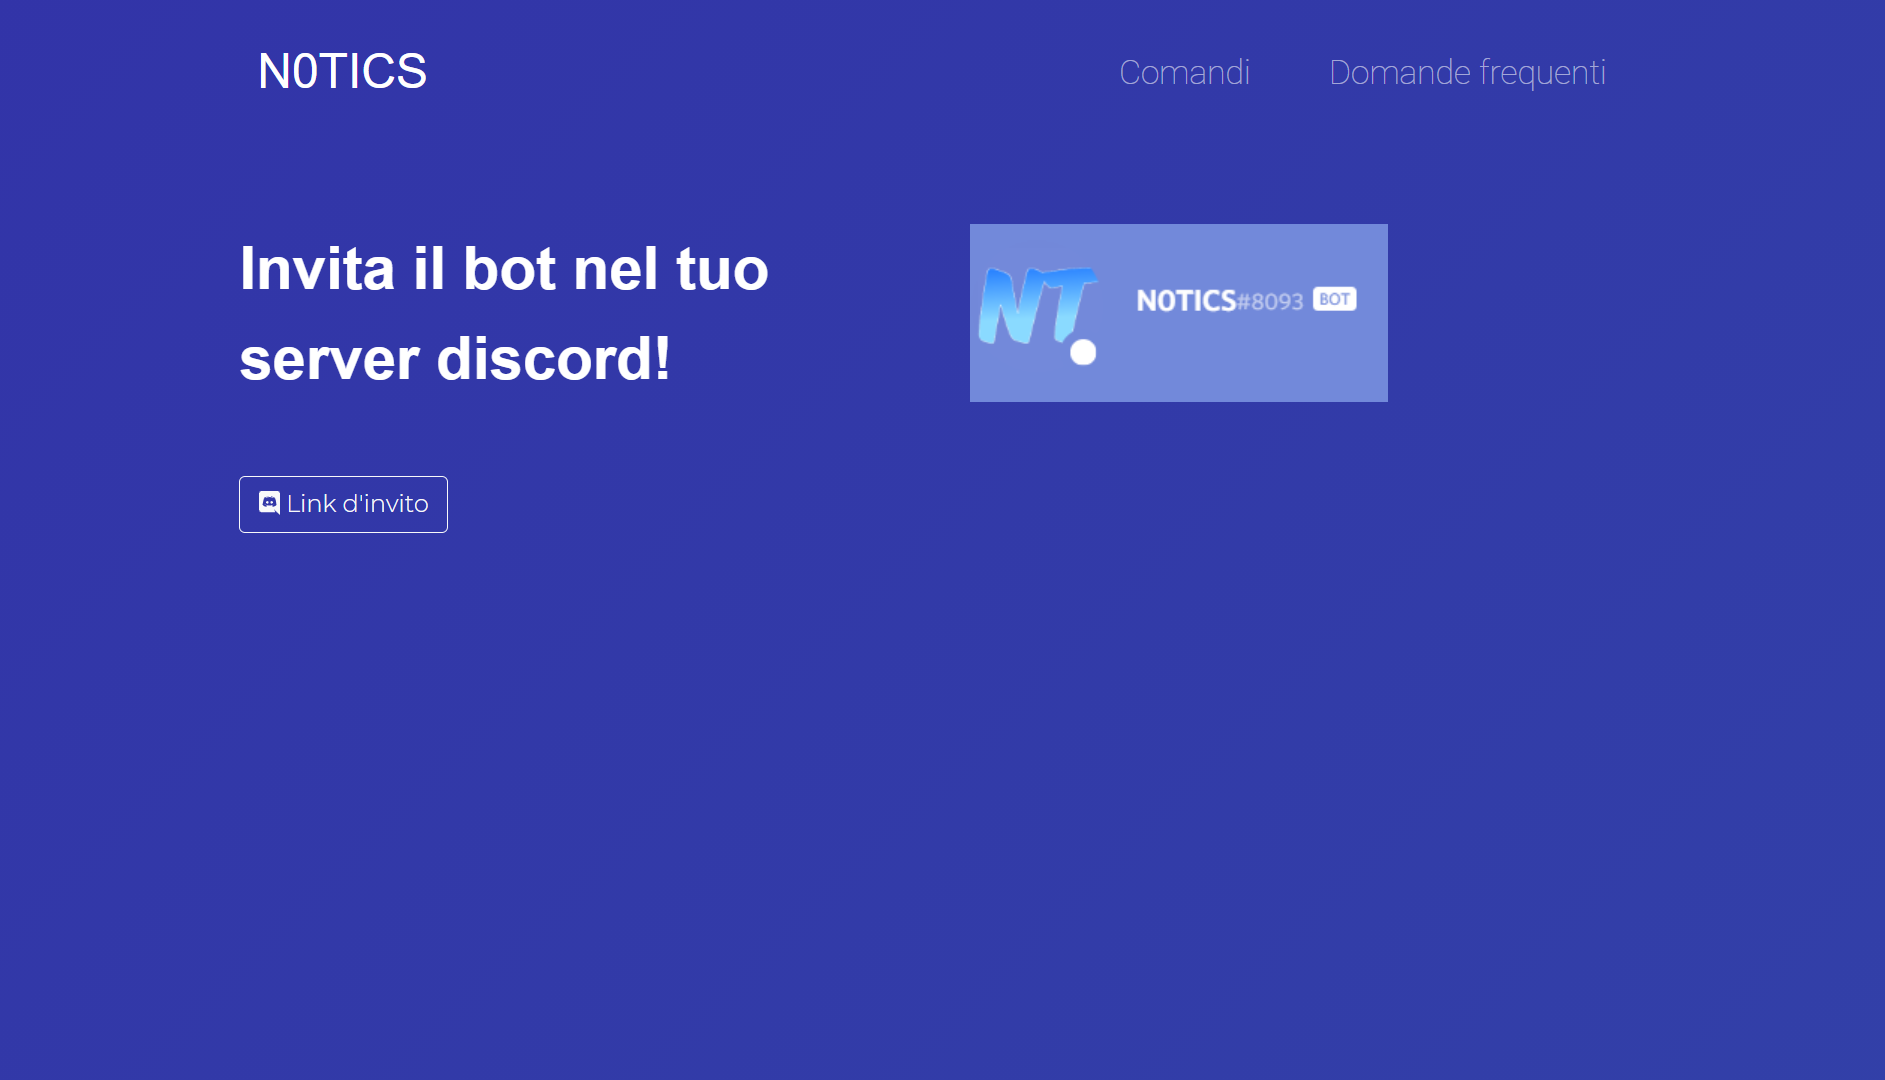 N0TICS
Comandi
Domande frequenti
Invita il bot nel tuo
server discord!
NT
N0TICS#8093 BOT
Link d'invito